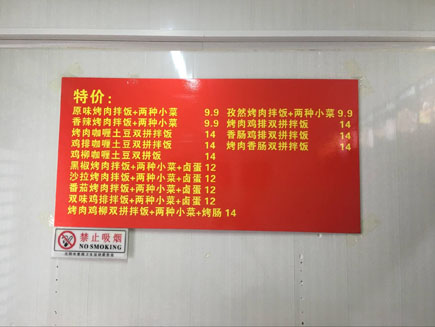 特价:
原味烤肉拌饭+两种小菜 9.9
香辣烤肉拌饭+两种小菜 9.9
烤肉咖喱土豆双拼拌饭 14
鸡排咖喱土豆双拼拌饭 14
鸡柳咖喱土豆双拼拌饭 14
黑椒烤肉拌饭+两种小菜+卤蛋 12
沙拉烤肉拌饭+两种小菜+卤蛋 12
番茄烤肉拌饭+两种小菜+卤蛋 12
双味鸡排拌饭+两种小菜+卤蛋 12
烤肉鸡柳双拼拌饭+两种小菜+烤肠 14
孜然烤肉拌饭+两种小菜 9.9
烤肉鸡排双拼拌饭 14
香肠鸡排双拼拌饭 14
烤肉香肠双拼拌饭 14
禁止吸烟
NO SMOKING